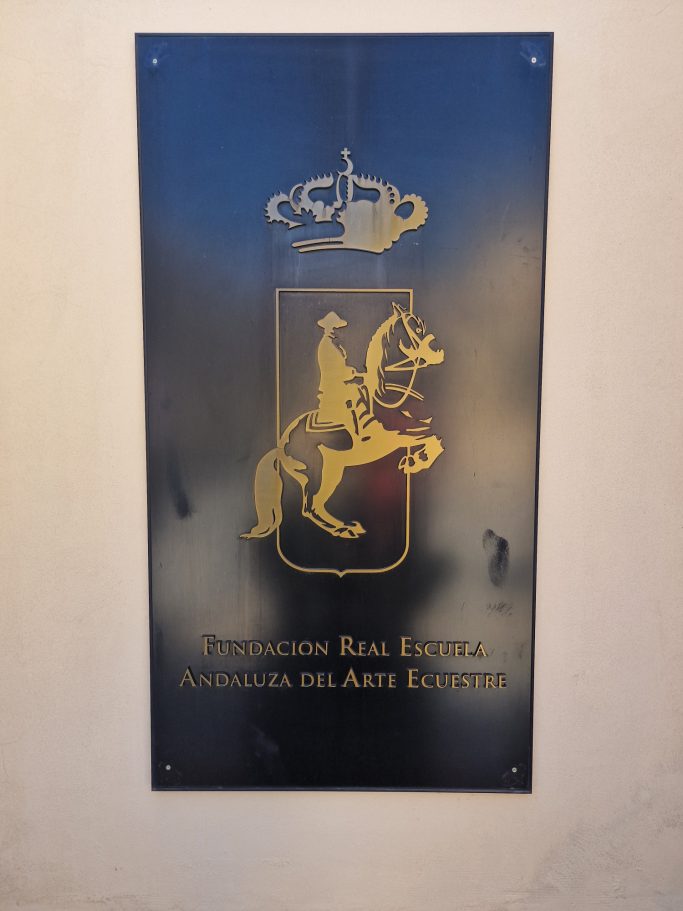 FUNDACIÓN REAL ESCUELA
ANDALUZA DEL ARTE ECUESTRE